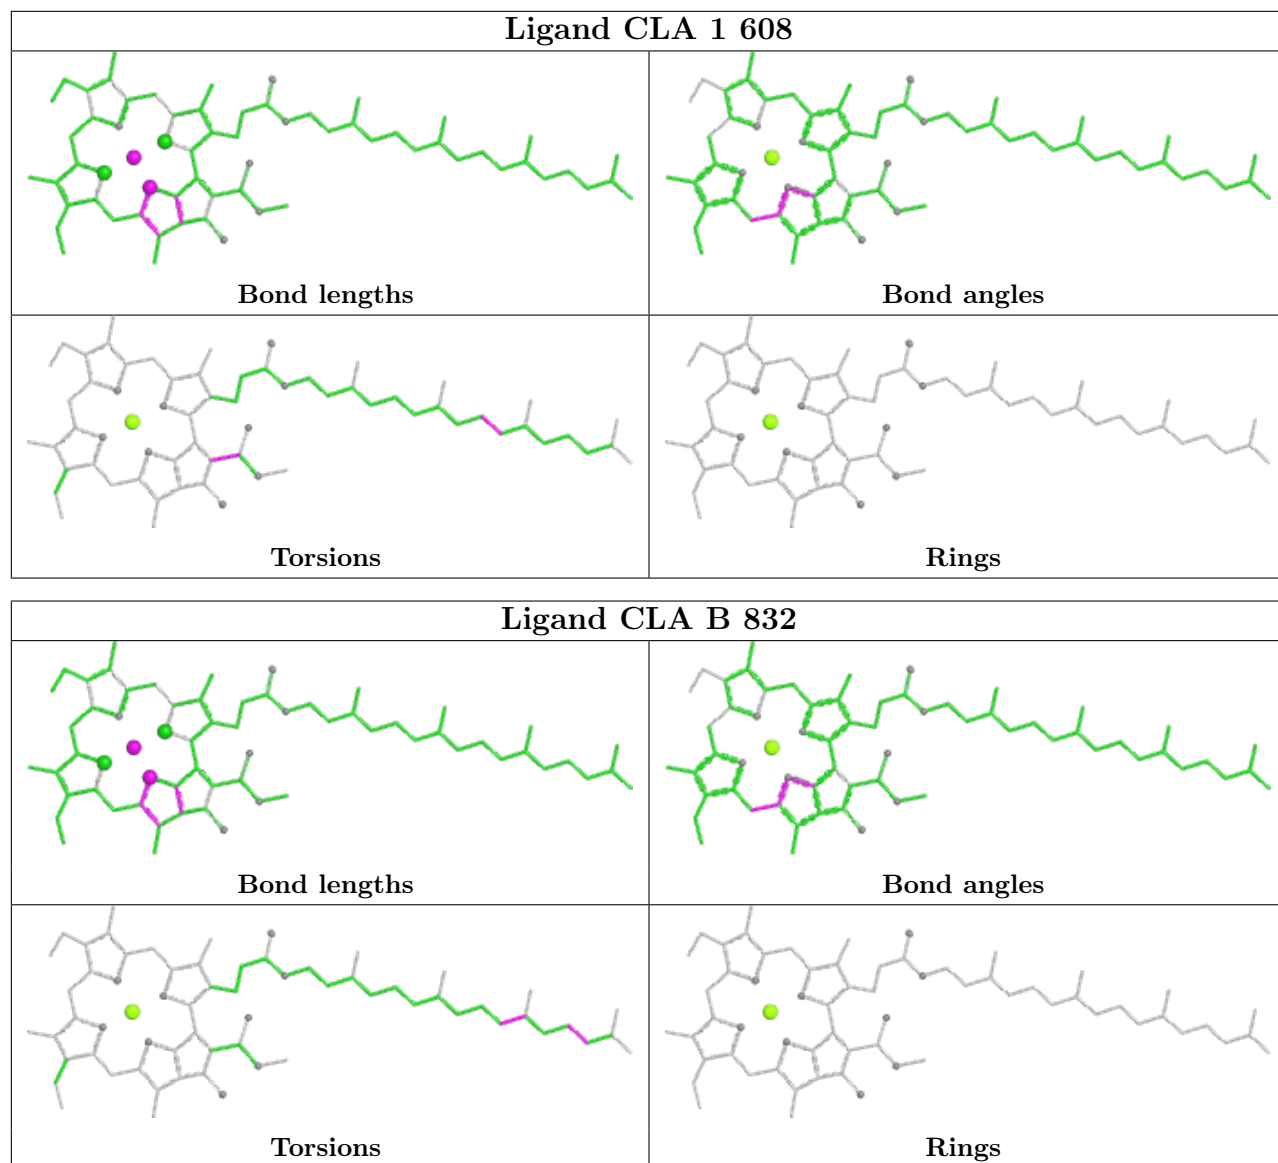 Ligand CLA 1 608
Bond lengths
Bond angles
Torsions
Rings
Ligand CLA B 832
Bond lengths
Bond angles
Torsions
Rings